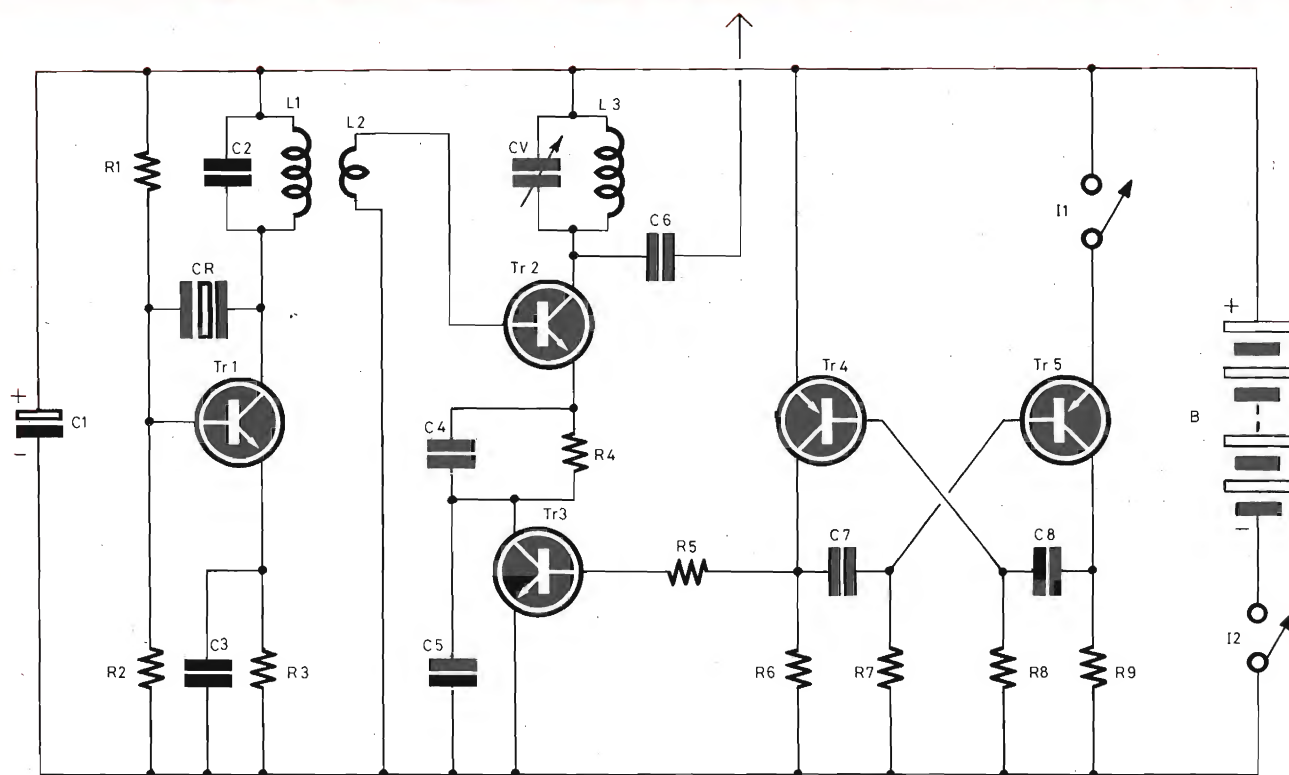 L1
L2
L3
R1
C2
CV
C6
I1
CR
Tr 2
+
Tr 1
Tr 4
Tr 5
+
C1
-
B
C4
R4
-
Tr3
R5
C7
C8
R2
C3
R3
C5
R6
R7
R8
R9
I2